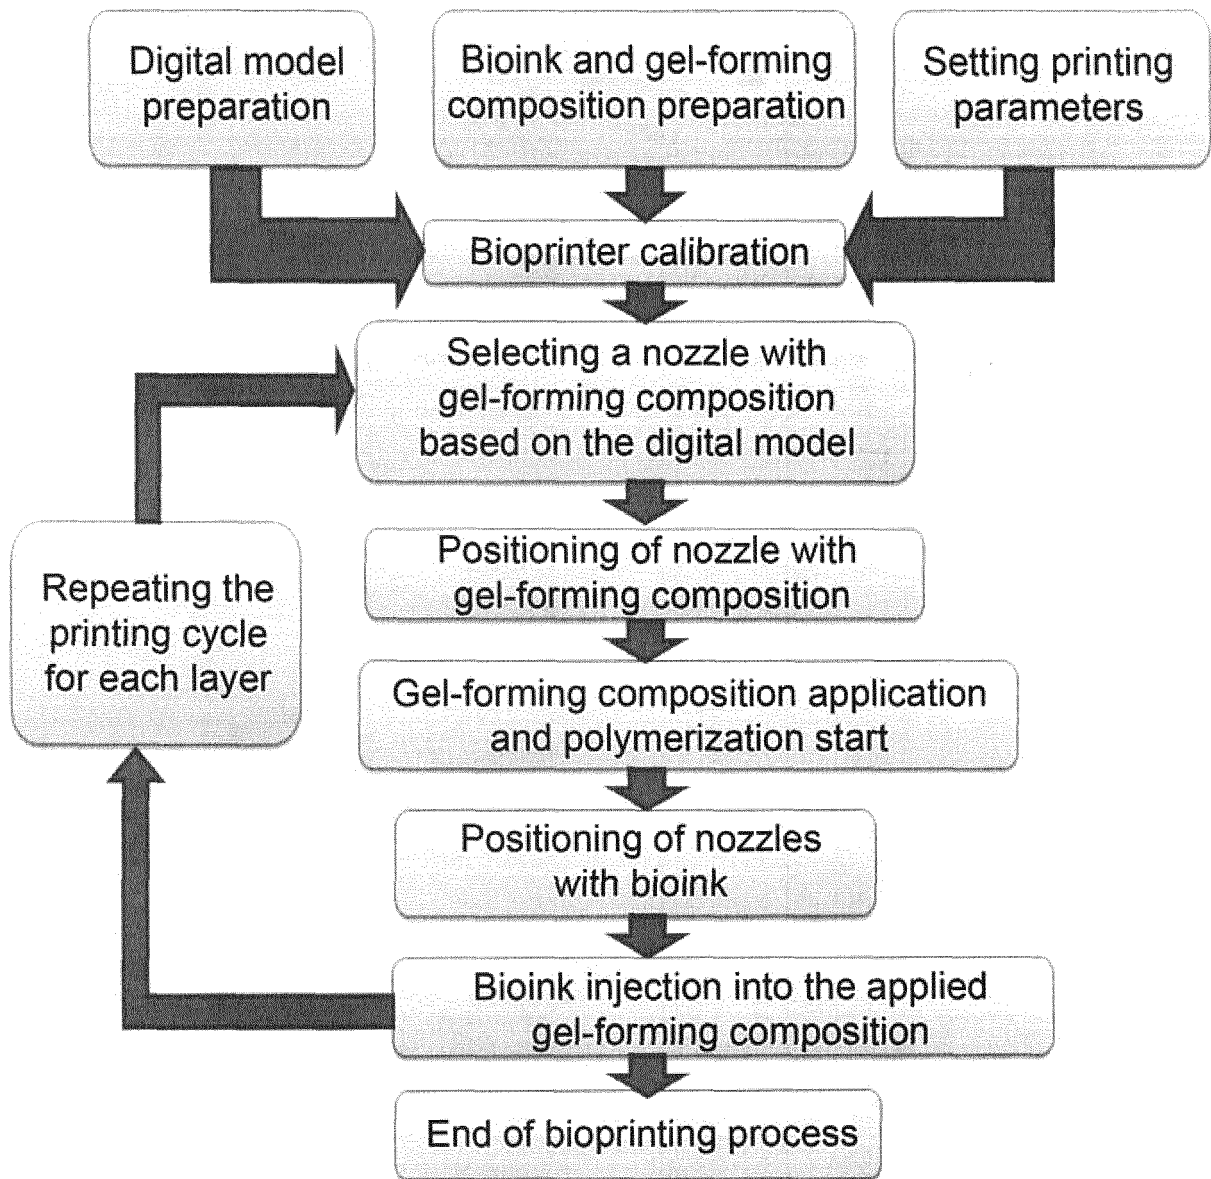 Digital model
preparation
Bioink and gel-forming
composition preparation
Setting printing
parameters
Bioprinter calibration
Selecting a nozzle with
gel-forming composition
based on the digital model
Positioning of nozzle with
gel-forming composition
Repeating the
printing cycle
for each layer
Gel-forming composition application
and polymerization start
Positioning of nozzles
with bioink
Bioink injection into the applied
gel-forming composition
End of bioprinting process